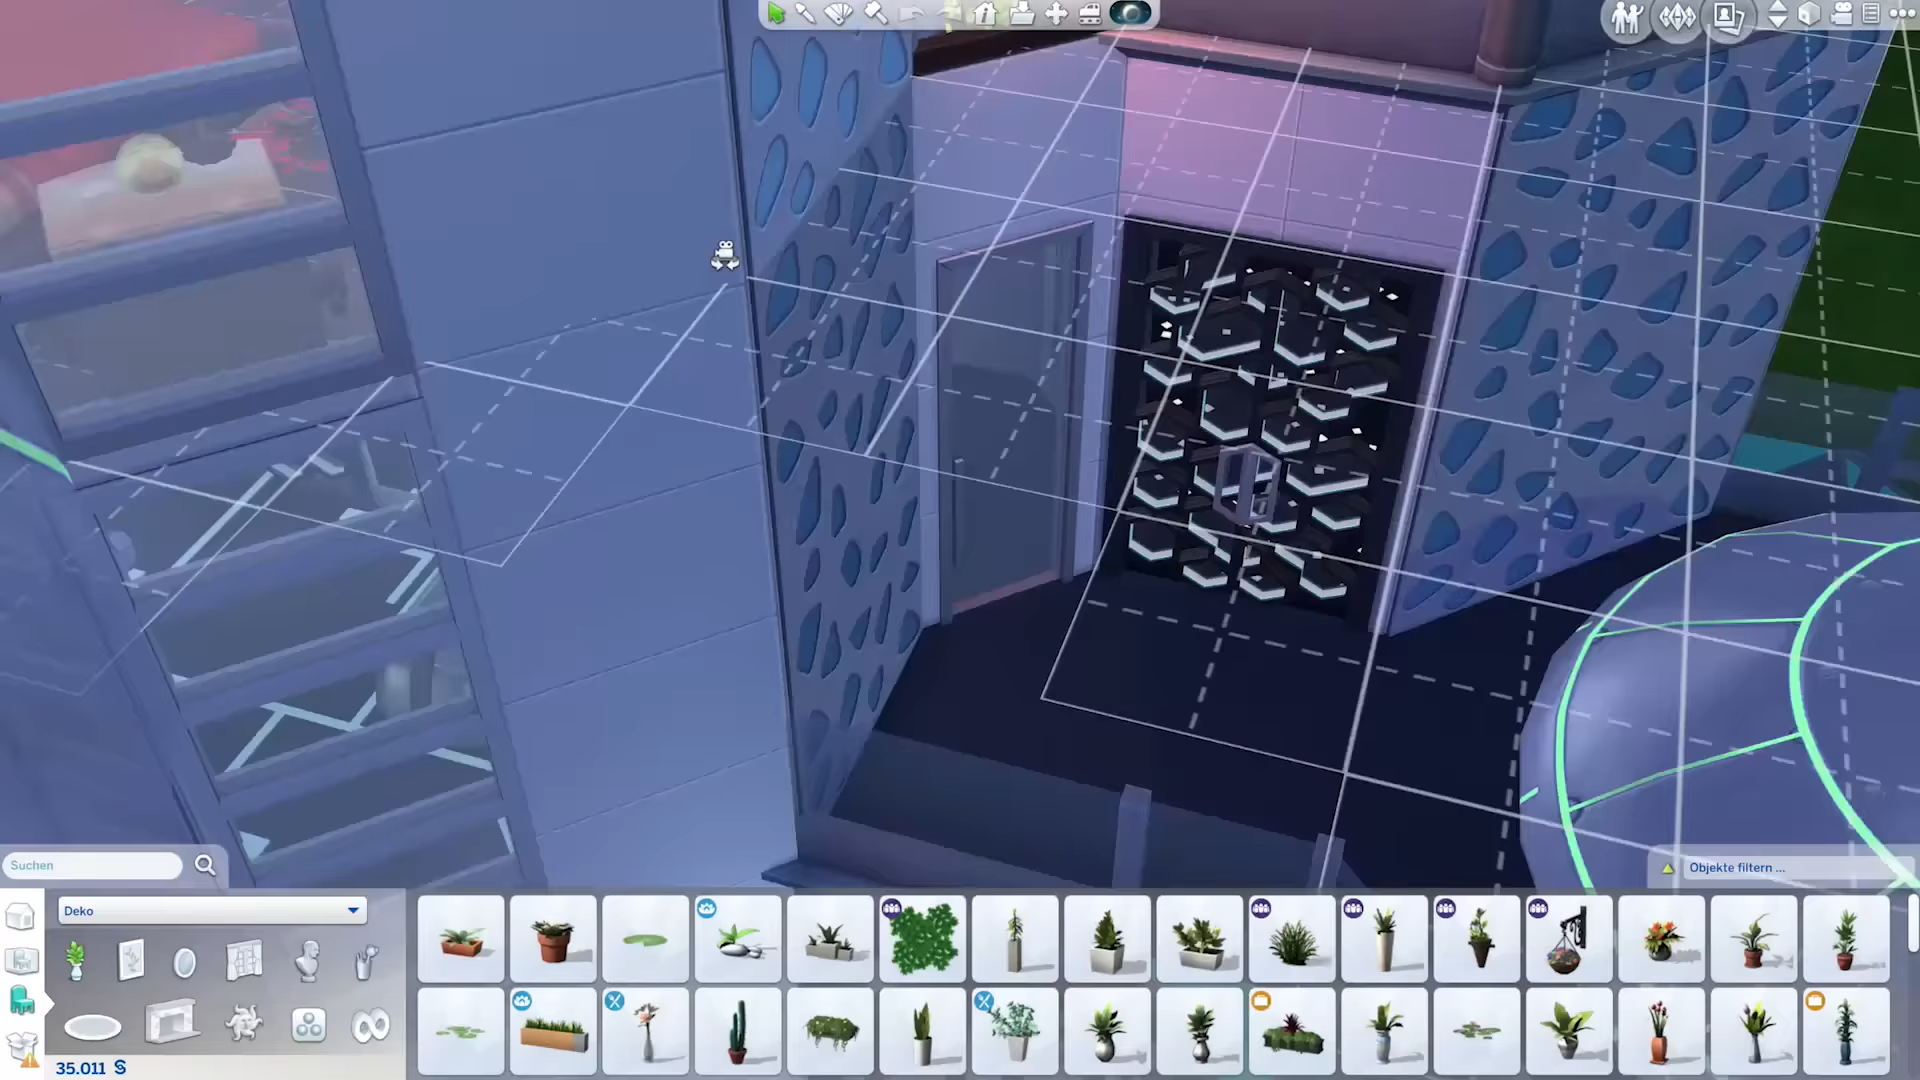 Suchen
Objekte filtern ...
Deko
35.011 S